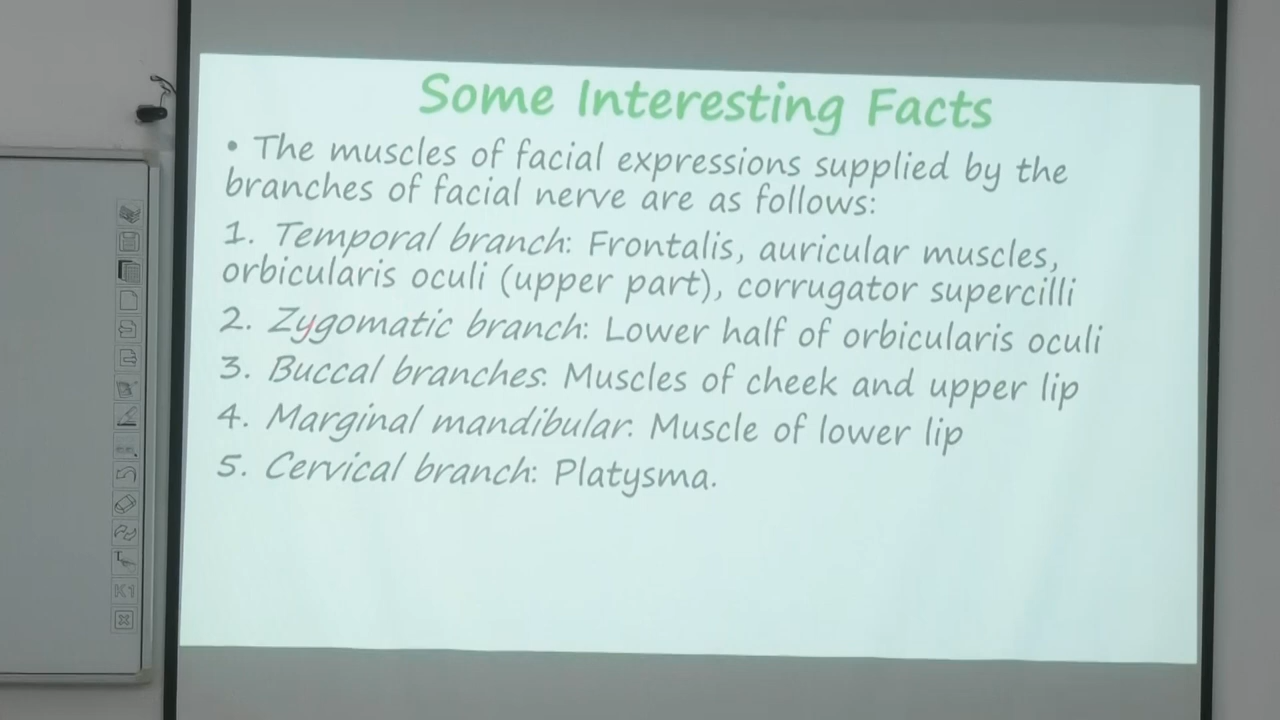 Some Interesting Facts
• The muscles of facial expressions supplied by the
branches of facial nerve are as follows:
1. Temporal branch: Frontalis, auricular muscles,
orbicularis oculi (upper part), corrugator supercilli
2. Zygomatic branch: Lower half of orbicularis oculi
3. Buccal branches: Muscles of cheek and upper lip
4. Marginal mandibular: Muscle of lower lip
5. Cervical branch: Platysma.